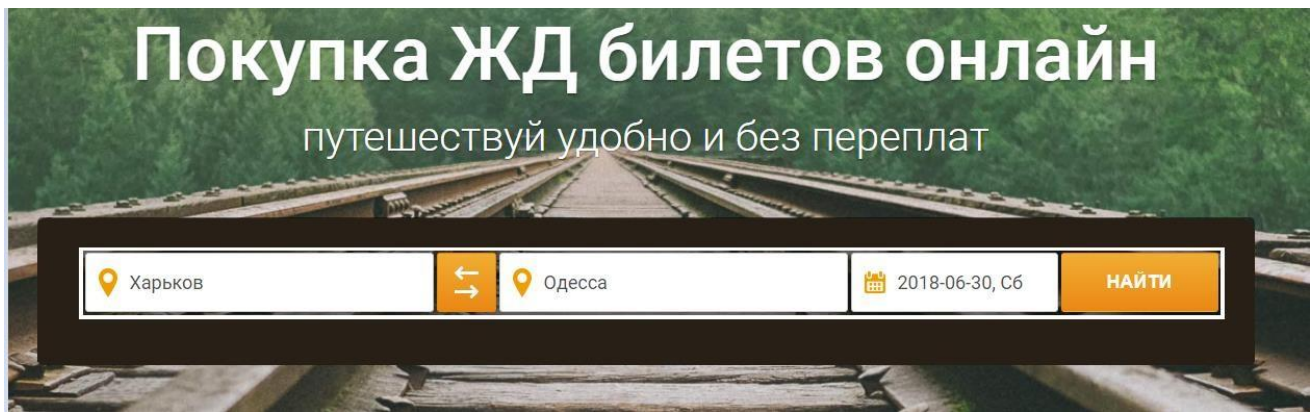 Покупка ЖД билетов онлайн
путешествуй удобно и без переплат
Харьков
Одесса
2018-06-30, Сб
НАЙТИ